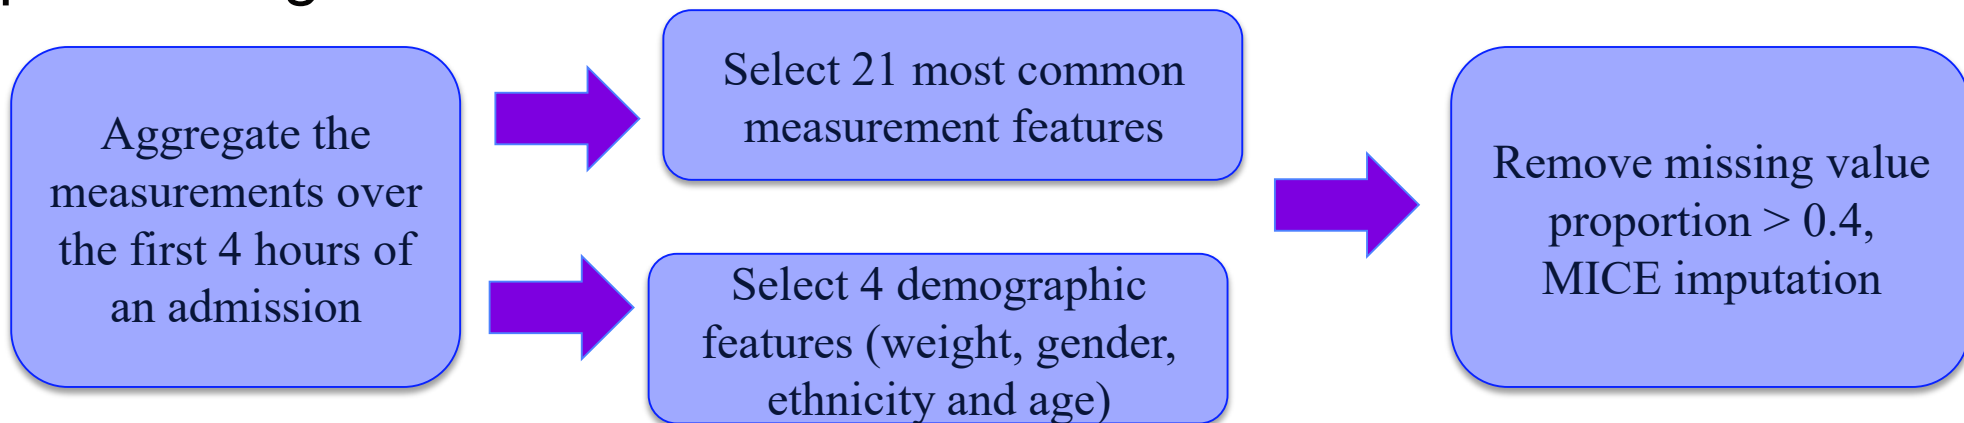 Aggregate the
measurements over
the first 4 hours of
an admission
Select 21 most common
measurement features
Select 4 demographic
features (weight, gender,
ethnicity and age)
Remove missing value
proportion > 0.4,
MICE imputation